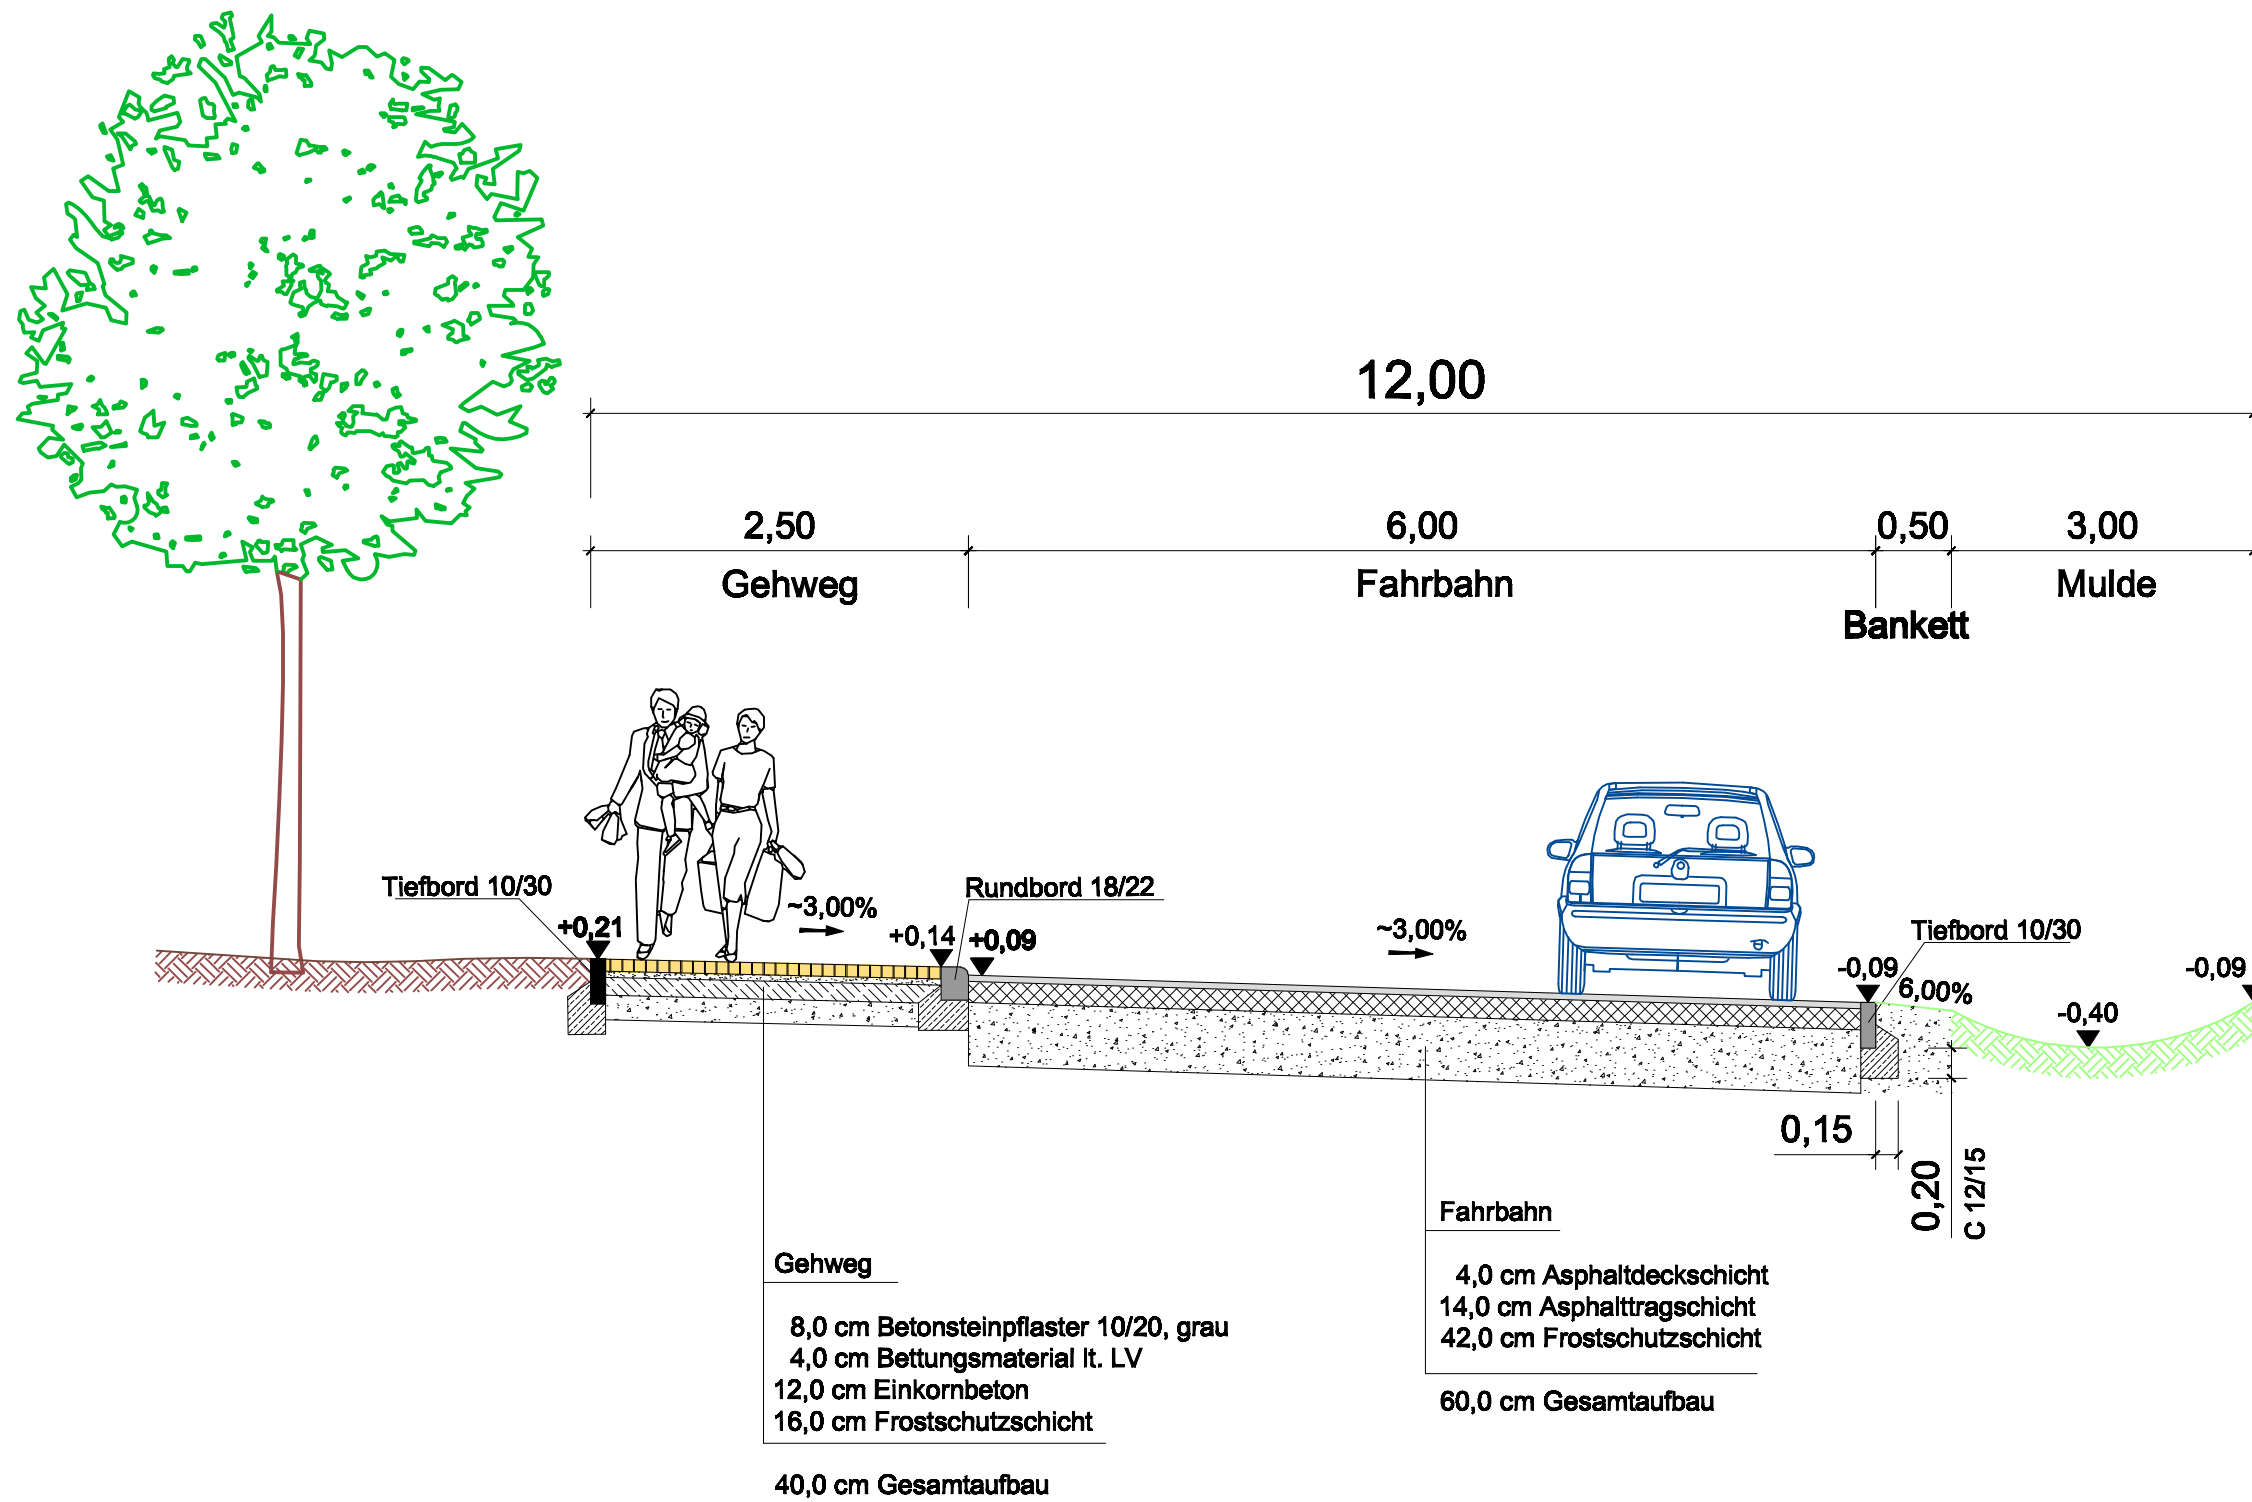 12,00
2,50
6,00
0,50
3,00
Gehweg
Fahrbahn
Mulde
Bankett
Tiefbord 10/30
+0,21
~3,00%
+0,14
Rundbord 18/22
+0,09
~3,00%
Tiefbord 10/30
-0,09
6,00%
-0,40
-0,09
0,15
0,20
C 12/15
Gehweg
8,0 cm Betonsteinpflaster 10/20, grau
4,0 cm Bettungsmaterial lt. LV
12,0 cm Einkornbeton
16,0 cm Frostschutzschicht
40,0 cm Gesamtaufbau
Fahrbahn
4,0 cm Asphaltdeckschicht
14,0 cm Asphalttragschicht
42,0 cm Frostschutzschicht
60,0 cm Gesamtaufbau